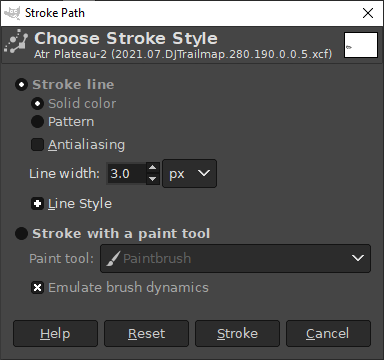 Stroke Path
Choose Stroke Style
Atr Plateau-2 (2021.07.DJTrailmap.280.190.0.0.5.xcf)
Stroke line
Solid color
Pattern
Antialiasing
Line width: 3.0 px
Line Style
Stroke with a paint tool
Paint tool: Paintbrush
Emulate brush dynamics
Help Reset Stroke Cancel